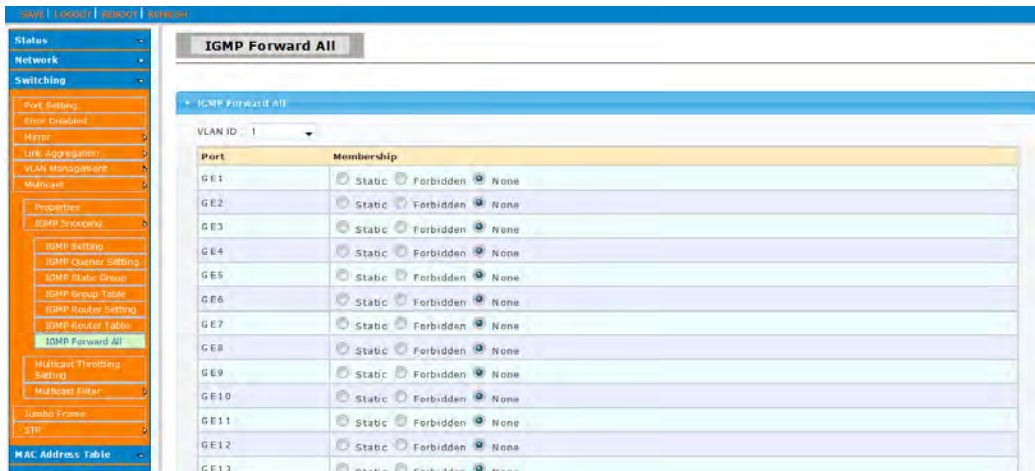 SAVE | LOGOUT | REBOOT | REFRESH
Status
Network
Switching
Port Setting
Error Disabled
Mirror
Link Aggregation
VLAN Management
Multicast
Properties
IGMP Snooping
IGMP Setting
IGMP Querier Setting
IGMP Static Group
IGMP Group Table
IGMP Router Setting
IGMP Router Table
IGMP Forward All
Multicast Throttling
Setting
Multicast Filter
Jumbo Frame
STP
MAC Address Table
IGMP Forward All
IGMP Forward All
VLAN ID : 1
Port Membership
GE1 Static Forbidden None
GE2 Static Forbidden None
GE3 Static Forbidden None
GE4 Static Forbidden None
GE5 Static Forbidden None
GE6 Static Forbidden None
GE7 Static Forbidden None
GE8 Static Forbidden None
GE9 Static Forbidden None
GE10 Static Forbidden None
GE11 Static Forbidden None
GE12 Static Forbidden None
GE13 Static Forbidden None